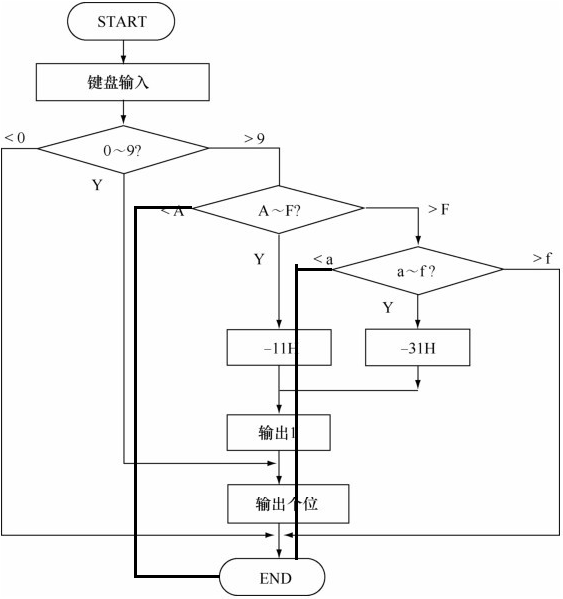 START
键盘输入
<0
0～9?
>9
Y
<A
A～F?
>F
Y
<a
a～f?
>f
Y
–11H
–31H
输出1
输出个位
END